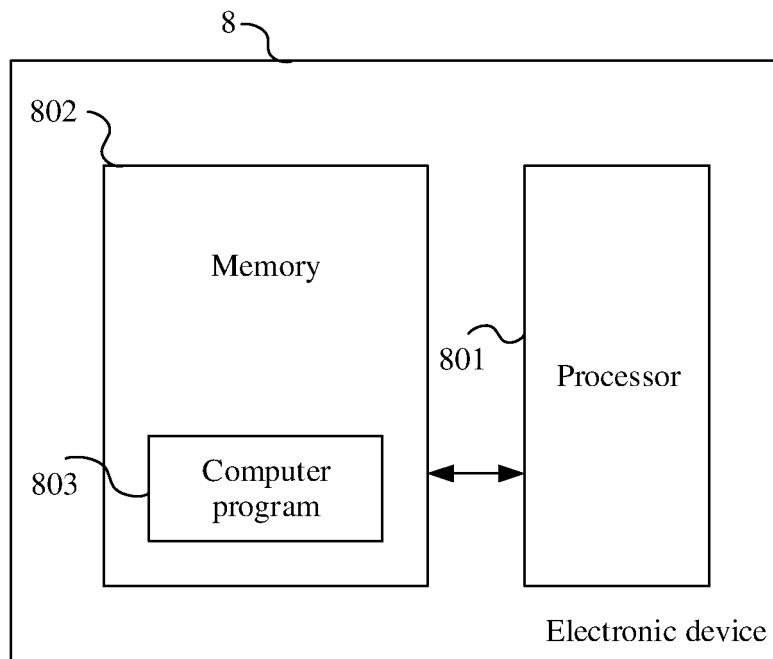 8
802
Memory
801
Processor
803
Computer
program
Electronic device